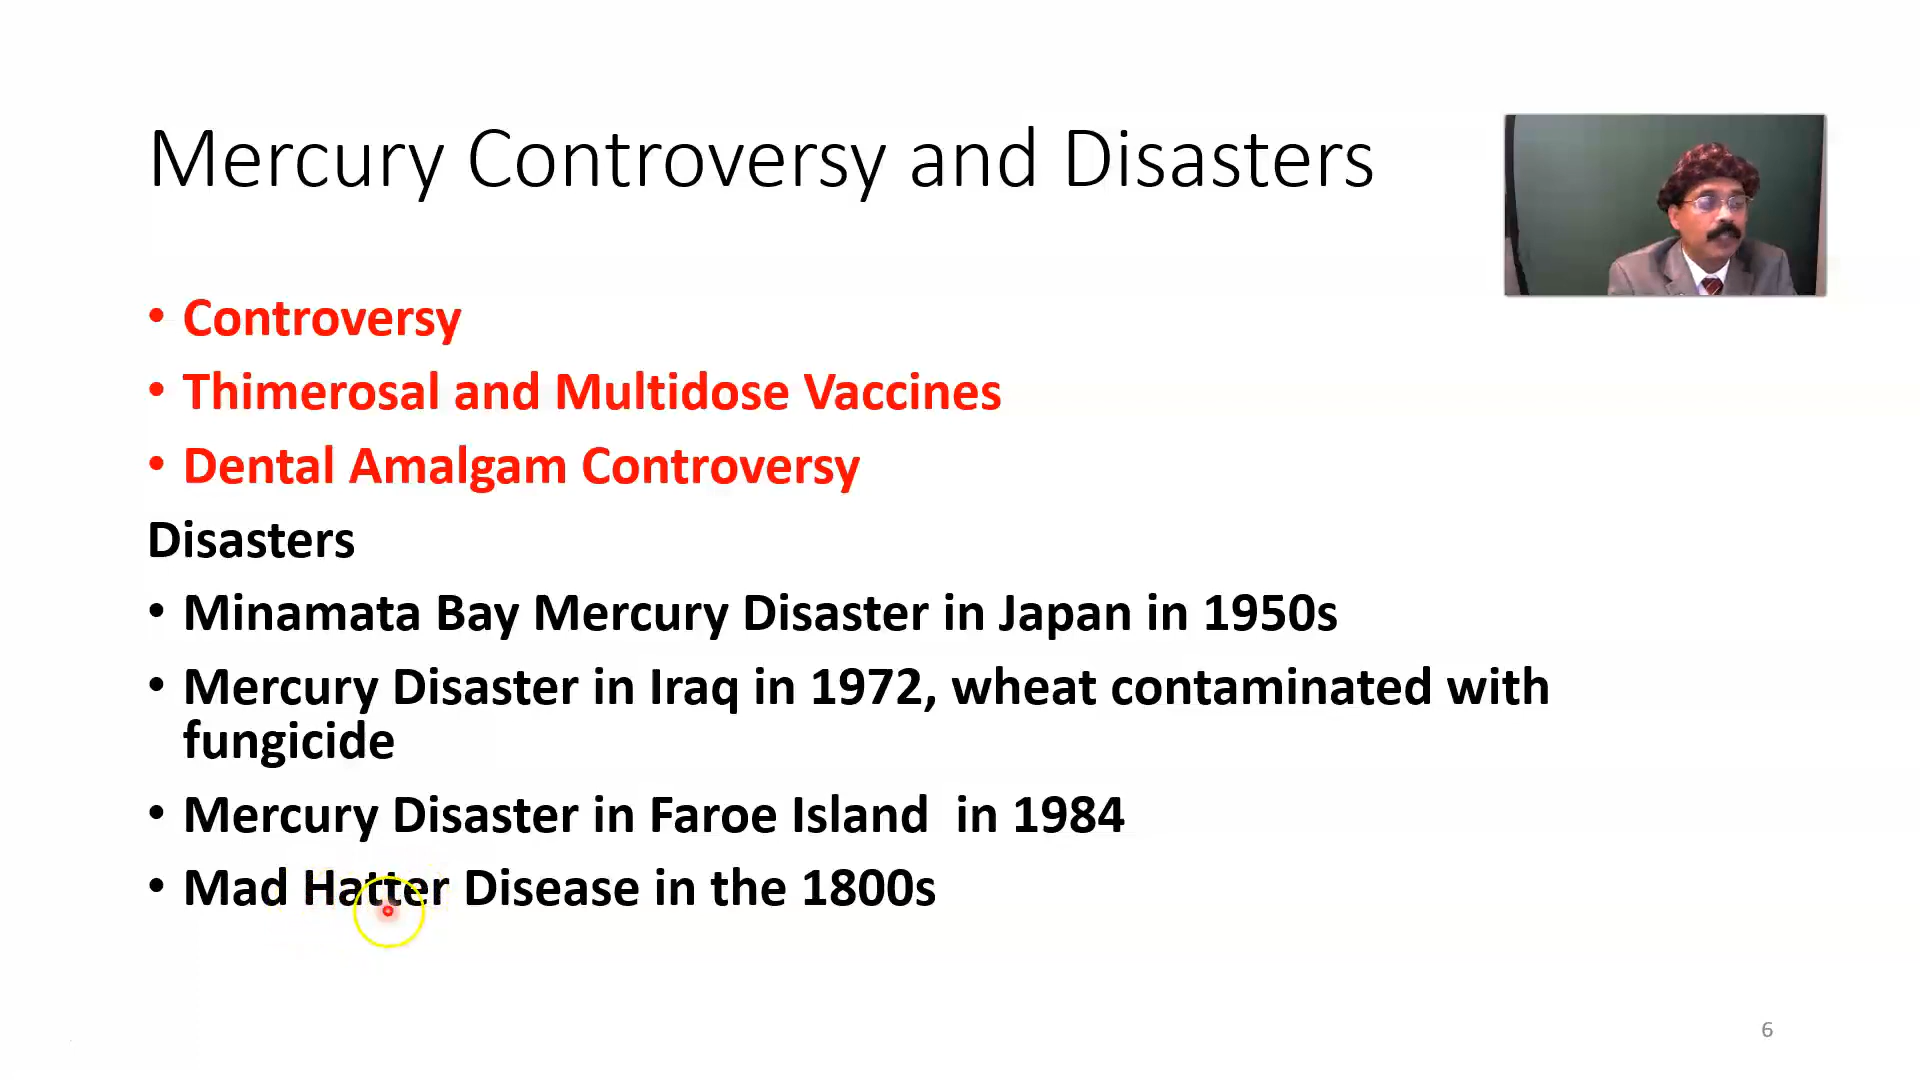 Mercury Controversy and Disasters
• Controversy
• Thimerosal and Multidose Vaccines
• Dental Amalgam Controversy
Disasters
• Minamata Bay Mercury Disaster in Japan in 1950s
• Mercury Disaster in Iraq in 1972, wheat contaminated with
fungicide
• Mercury Disaster in Faroe Island  in 1984
• Mad Hatter Disease in the 1800s
6